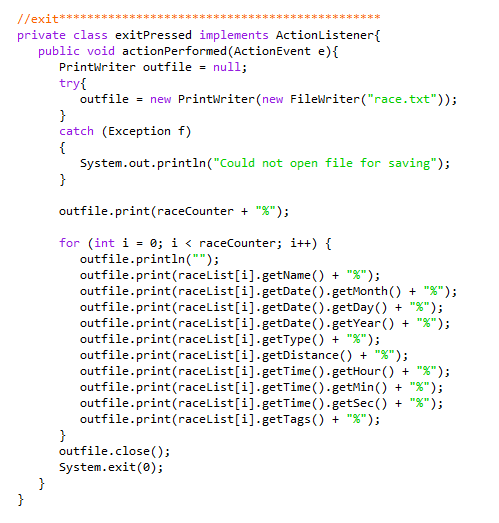 //exit**********************************************
private class exitPressed implements ActionListener{
   public void actionPerformed(ActionEvent e){
      PrintWriter outfile = null;
      try{
         outfile = new PrintWriter(new FileWriter("race.txt"));
      }
      catch (Exception f)
      {
         System.out.println("Could not open file for saving");
      }

      outfile.print(raceCounter + "%");

      for (int i = 0; i < raceCounter; i++) {
         outfile.println("");
         outfile.print(raceList[i].getName() + "%");
         outfile.print(raceList[i].getDate().getMonth() + "%");
         outfile.print(raceList[i].getDate().getDay() + "%");
         outfile.print(raceList[i].getDate().getYear() + "%");
         outfile.print(raceList[i].getType() + "%");
         outfile.print(raceList[i].getDistance() + "%");
         outfile.print(raceList[i].getTime().getHour() + "%");
         outfile.print(raceList[i].getTime().getMin() + "%");
         outfile.print(raceList[i].getTime().getSec() + "%");
         outfile.print(raceList[i].getTags() + "%");
      }
      outfile.close();
      System.exit(0);
   }
}